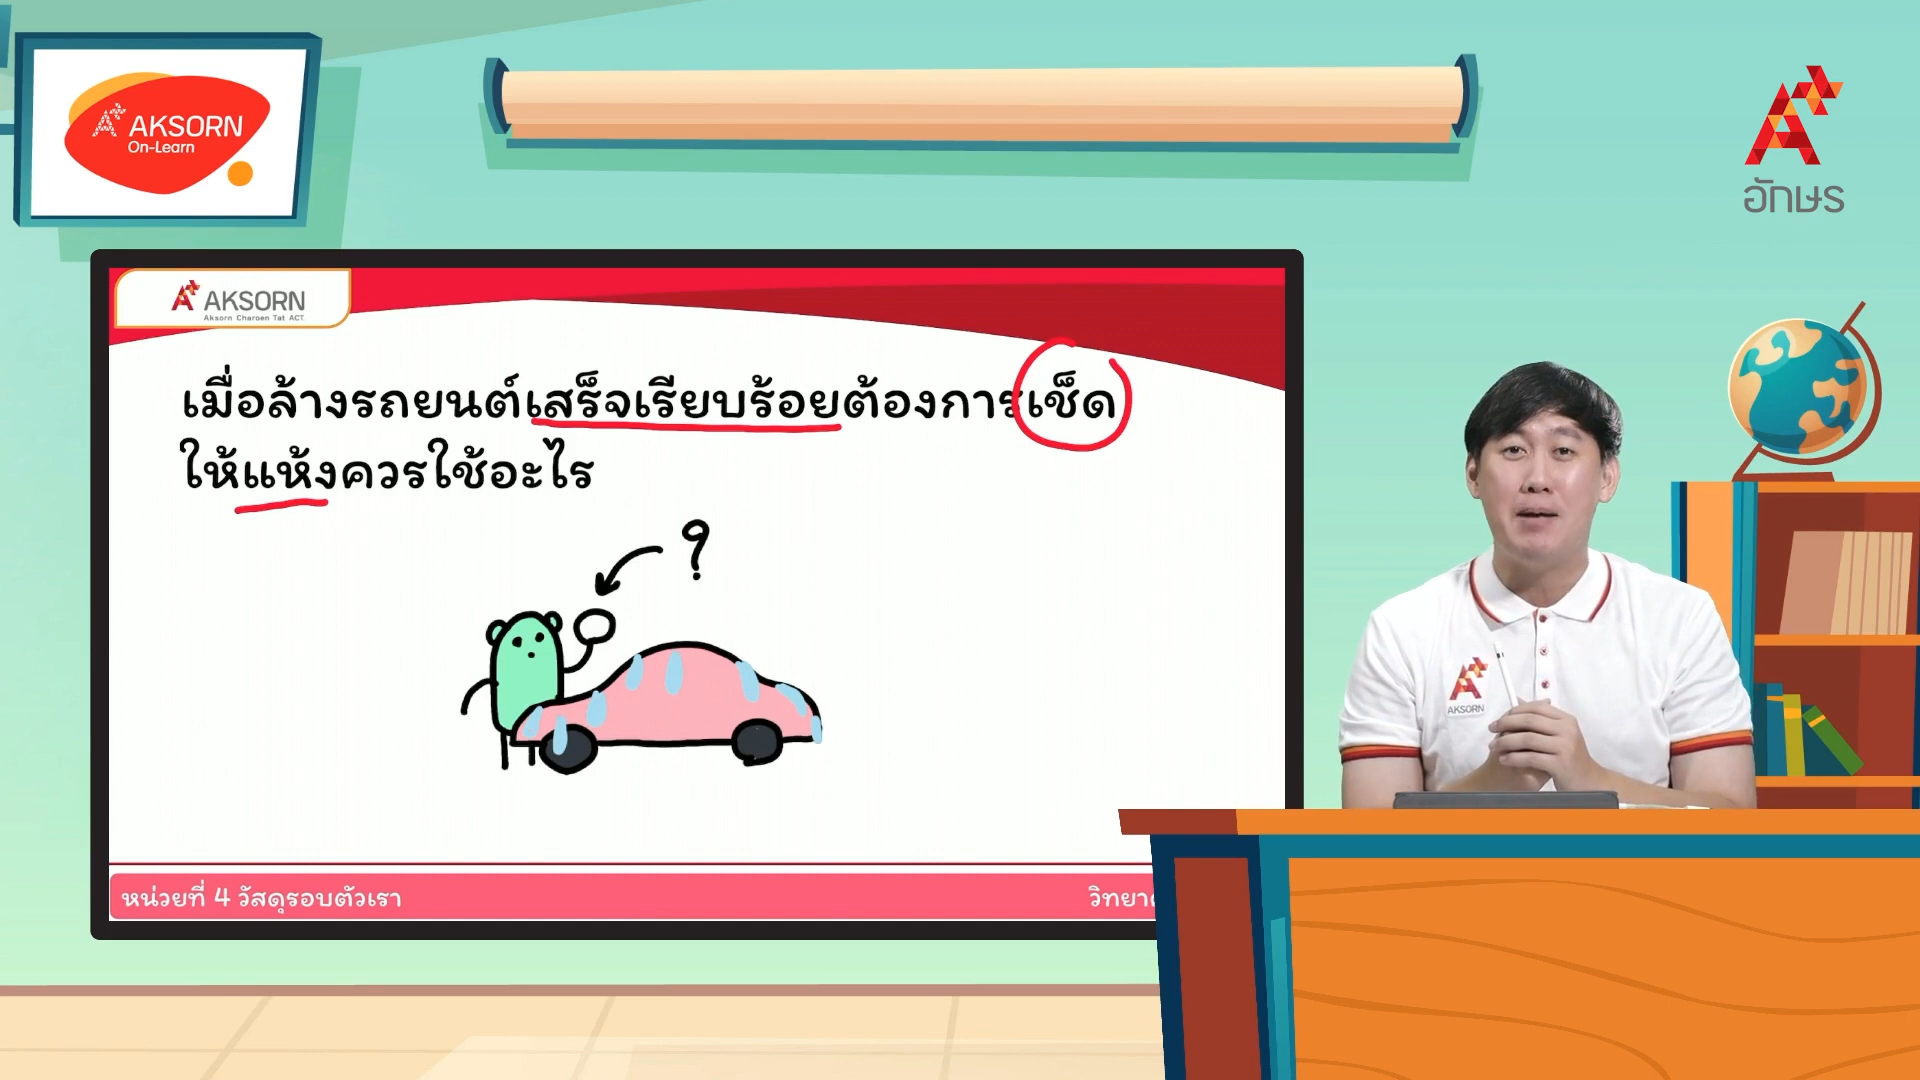 AKSORN
On-Learn
อักษร
AKSORN
Aksorn Charoen Tat ACT.
เมื่อล้างรถยนต์เสร็จเรียบร้อยต้องการเช็ด
ให้แห้งควรใช้อะไร
?
AKSORN
หน่วยที่ 4 วัสดุรอบตัวเรา